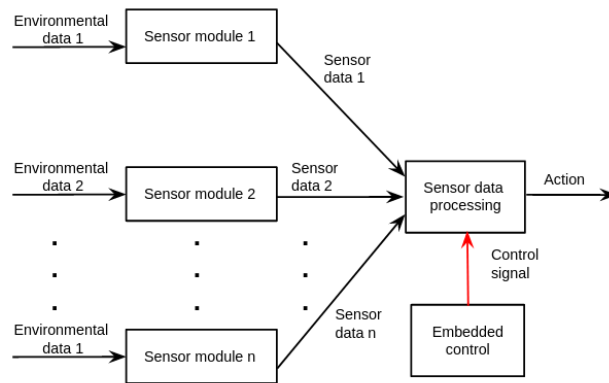 Environmental
data 1
Sensor module 1
Sensor
data 1
Environmental
data 2
Sensor module 2
Sensor
data 2
Sensor data
processing
Action
Control
signal
Sensor
data n
Environmental
data 1
Sensor module n
Embedded
control